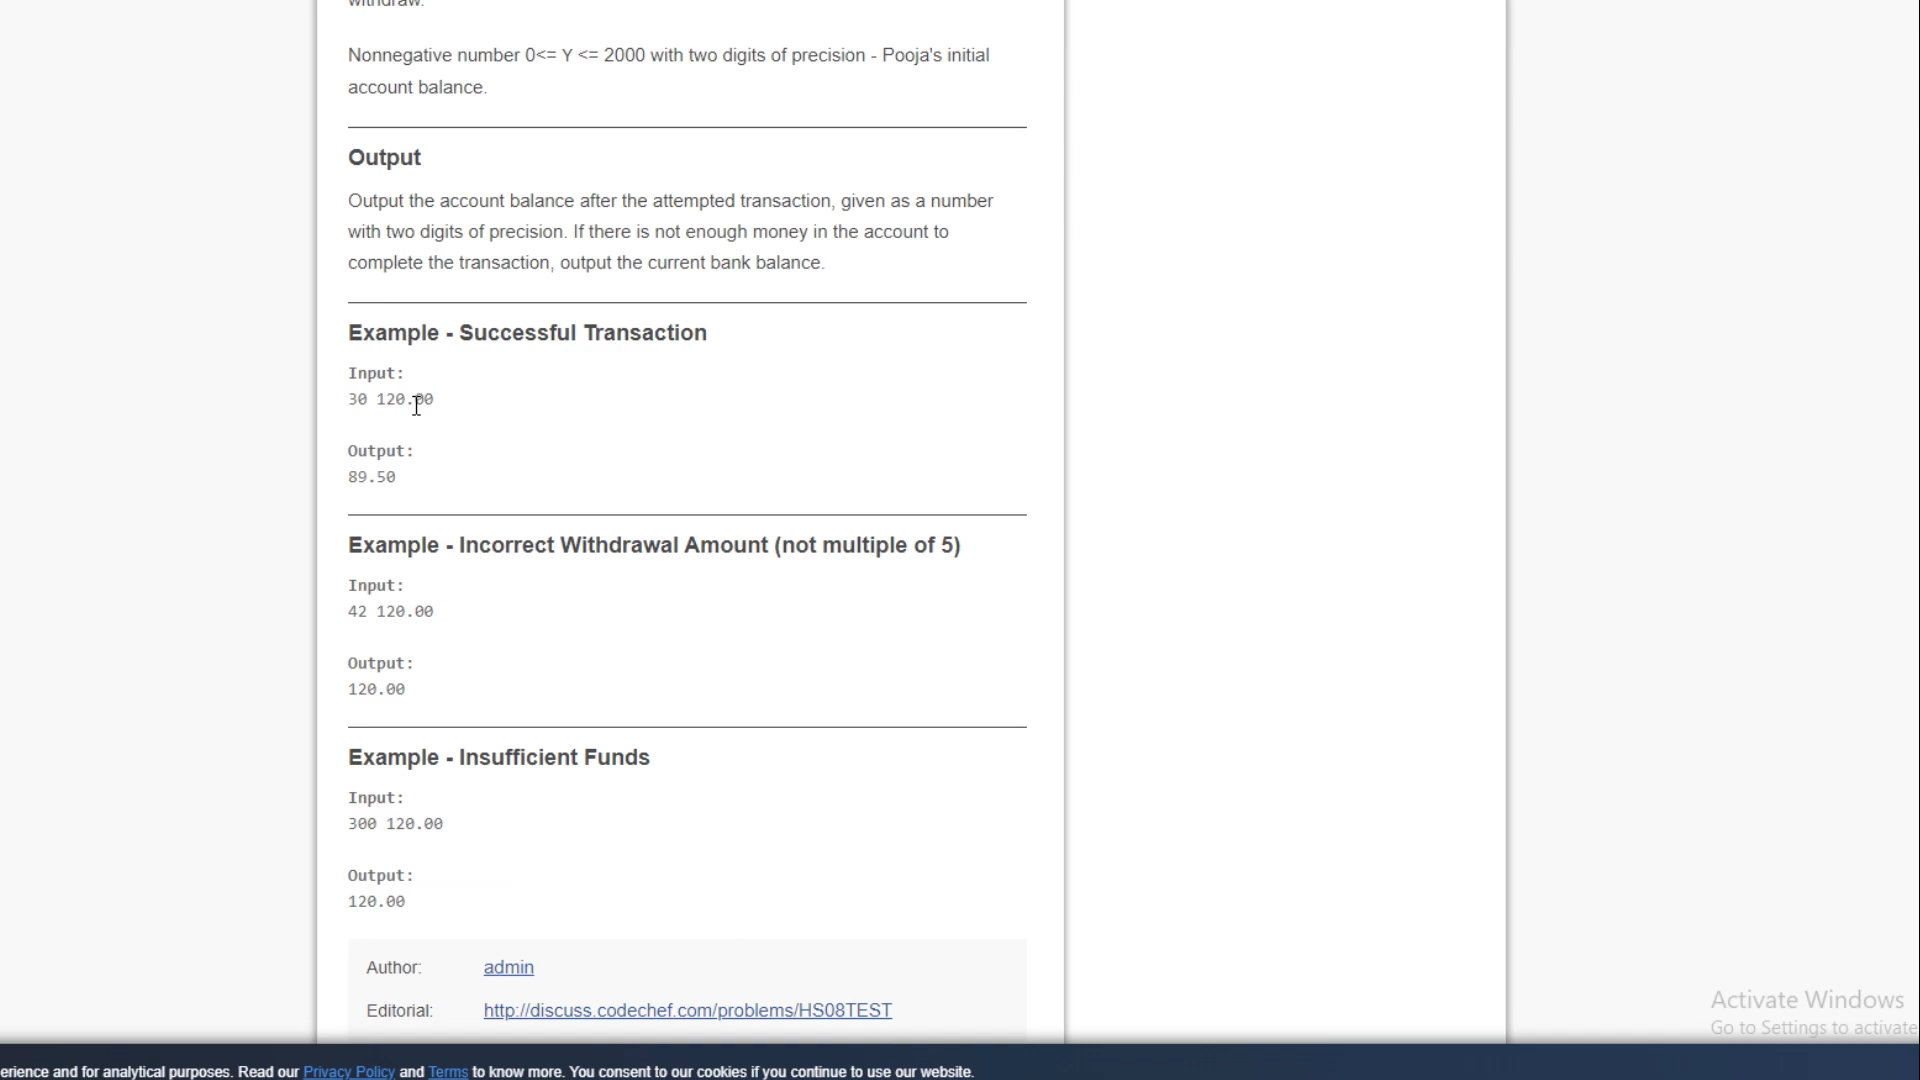 withdraw.
Nonnegative number 0<= Y <= 2000 with two digits of precision - Pooja's initial
account balance.
Output
Output the account balance after the attempted transaction, given as a number
with two digits of precision. If there is not enough money in the account to
complete the transaction, output the current bank balance.
Example - Successful Transaction
Input:
30 120.00
Output:
89.50
Example - Incorrect Withdrawal Amount (not multiple of 5)
Input:
42 120.00
Output:
120.00
Example - Insufficient Funds
Input:
300 120.00
Output:
120.00
Author: admin
Editorial: http://discuss.codechef.com/problems/HS08TEST
Activate Windows
Go to Settings to activate
erience and for analytical purposes. Read our Privacy Policy and Terms to know more. You consent to our cookies if you continue to use our website.